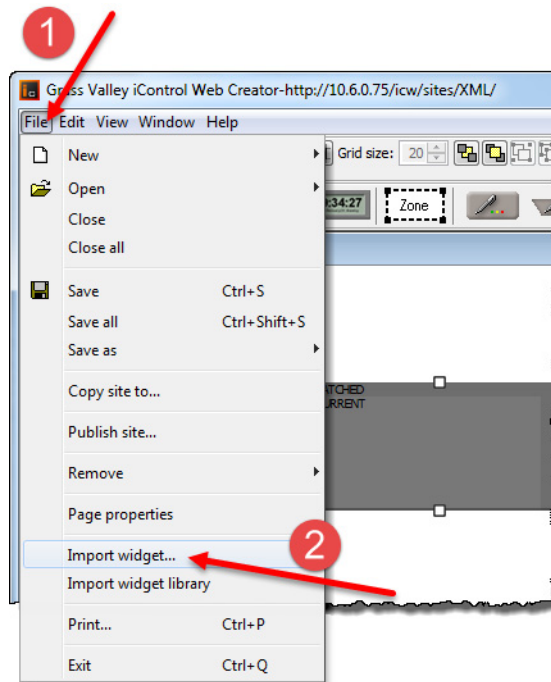 1
Grass Valley iControl Web Creator-http://10.6.0.75/icw/sites/XML/
File Edit View Window Help
New
Grid size: 20
Open
:34:27
Zone
Close
Close all
Save Ctrl+S
Save all Ctrl+Shift+S
Save as
Copy site to...
Publish site...
Remove
Page properties
2
Import widget...
Import widget library
Print... Ctrl+P
Exit Ctrl+Q